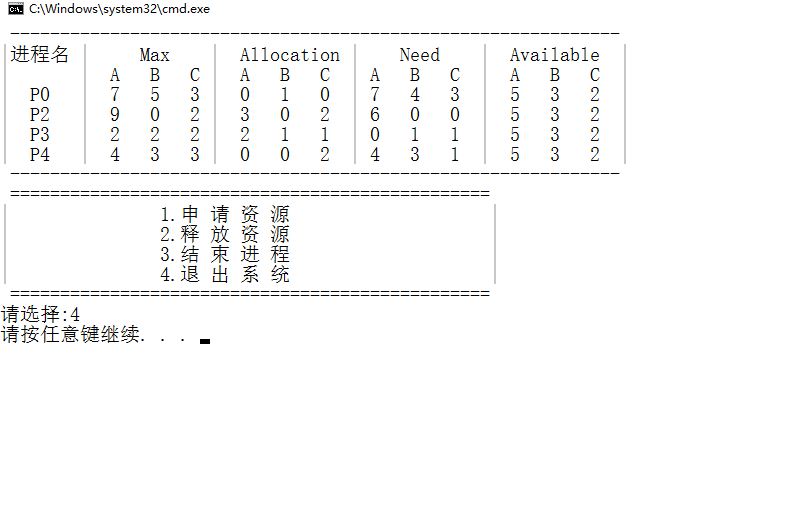 C:\Windows\system32\cmd.exe
-------------------------------------------------------------
|进程名 |     Max     | Allocation |    Need    |  Available  |
|       |  A   B   C  | A   B   C  | A   B   C  |  A   B   C  |
|  P0   |  7   5   3  | 0   1   0  | 7   4   3  |  5   3   2  |
|  P2   |  9   0   2  | 3   0   2  | 6   0   0  |  5   3   2  |
|  P3   |  2   2   2  | 2   1   1  | 0   1   1  |  5   3   2  |
|  P4   |  4   3   3  | 0   0   2  | 4   3   1  |  5   3   2  |
-------------------------------------------------------------
================================================
|               1.申 请 资 源                    |
|               2.释 放 资 源                    |
|               3.结 束 进 程                    |
|               4.退 出 系 统                    |
================================================
请选择:4
请按任意键继续. . .